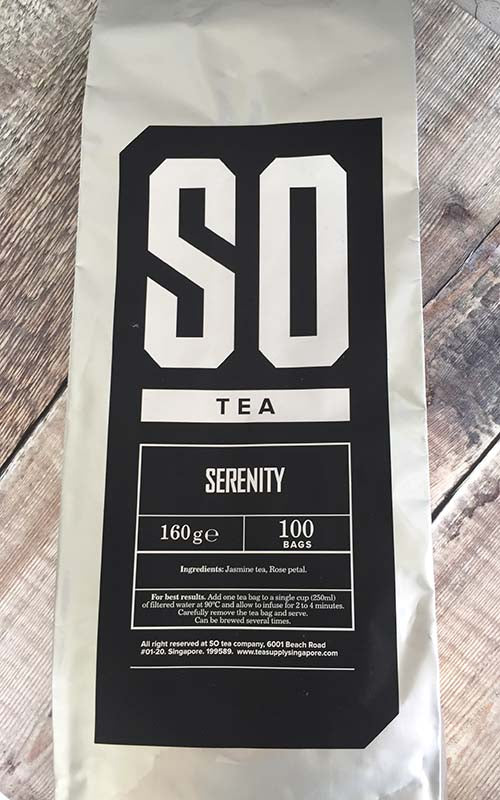 SO
TEA
SERENITY
160g℮
100
BAGS
Ingredients: Jasmine tea, Rose petal.
For best results. Add one tea bag to a single cup (250ml)
of filtered water at 90°C and allow to infuse for 2 to 4 minutes.
Carefully remove the tea bag and serve.
Can be brewed several times.
All right reserved at SO tea company, 6001 Beach Road
#01-20. Singapore. 199589. www.teasupplysingapore.com